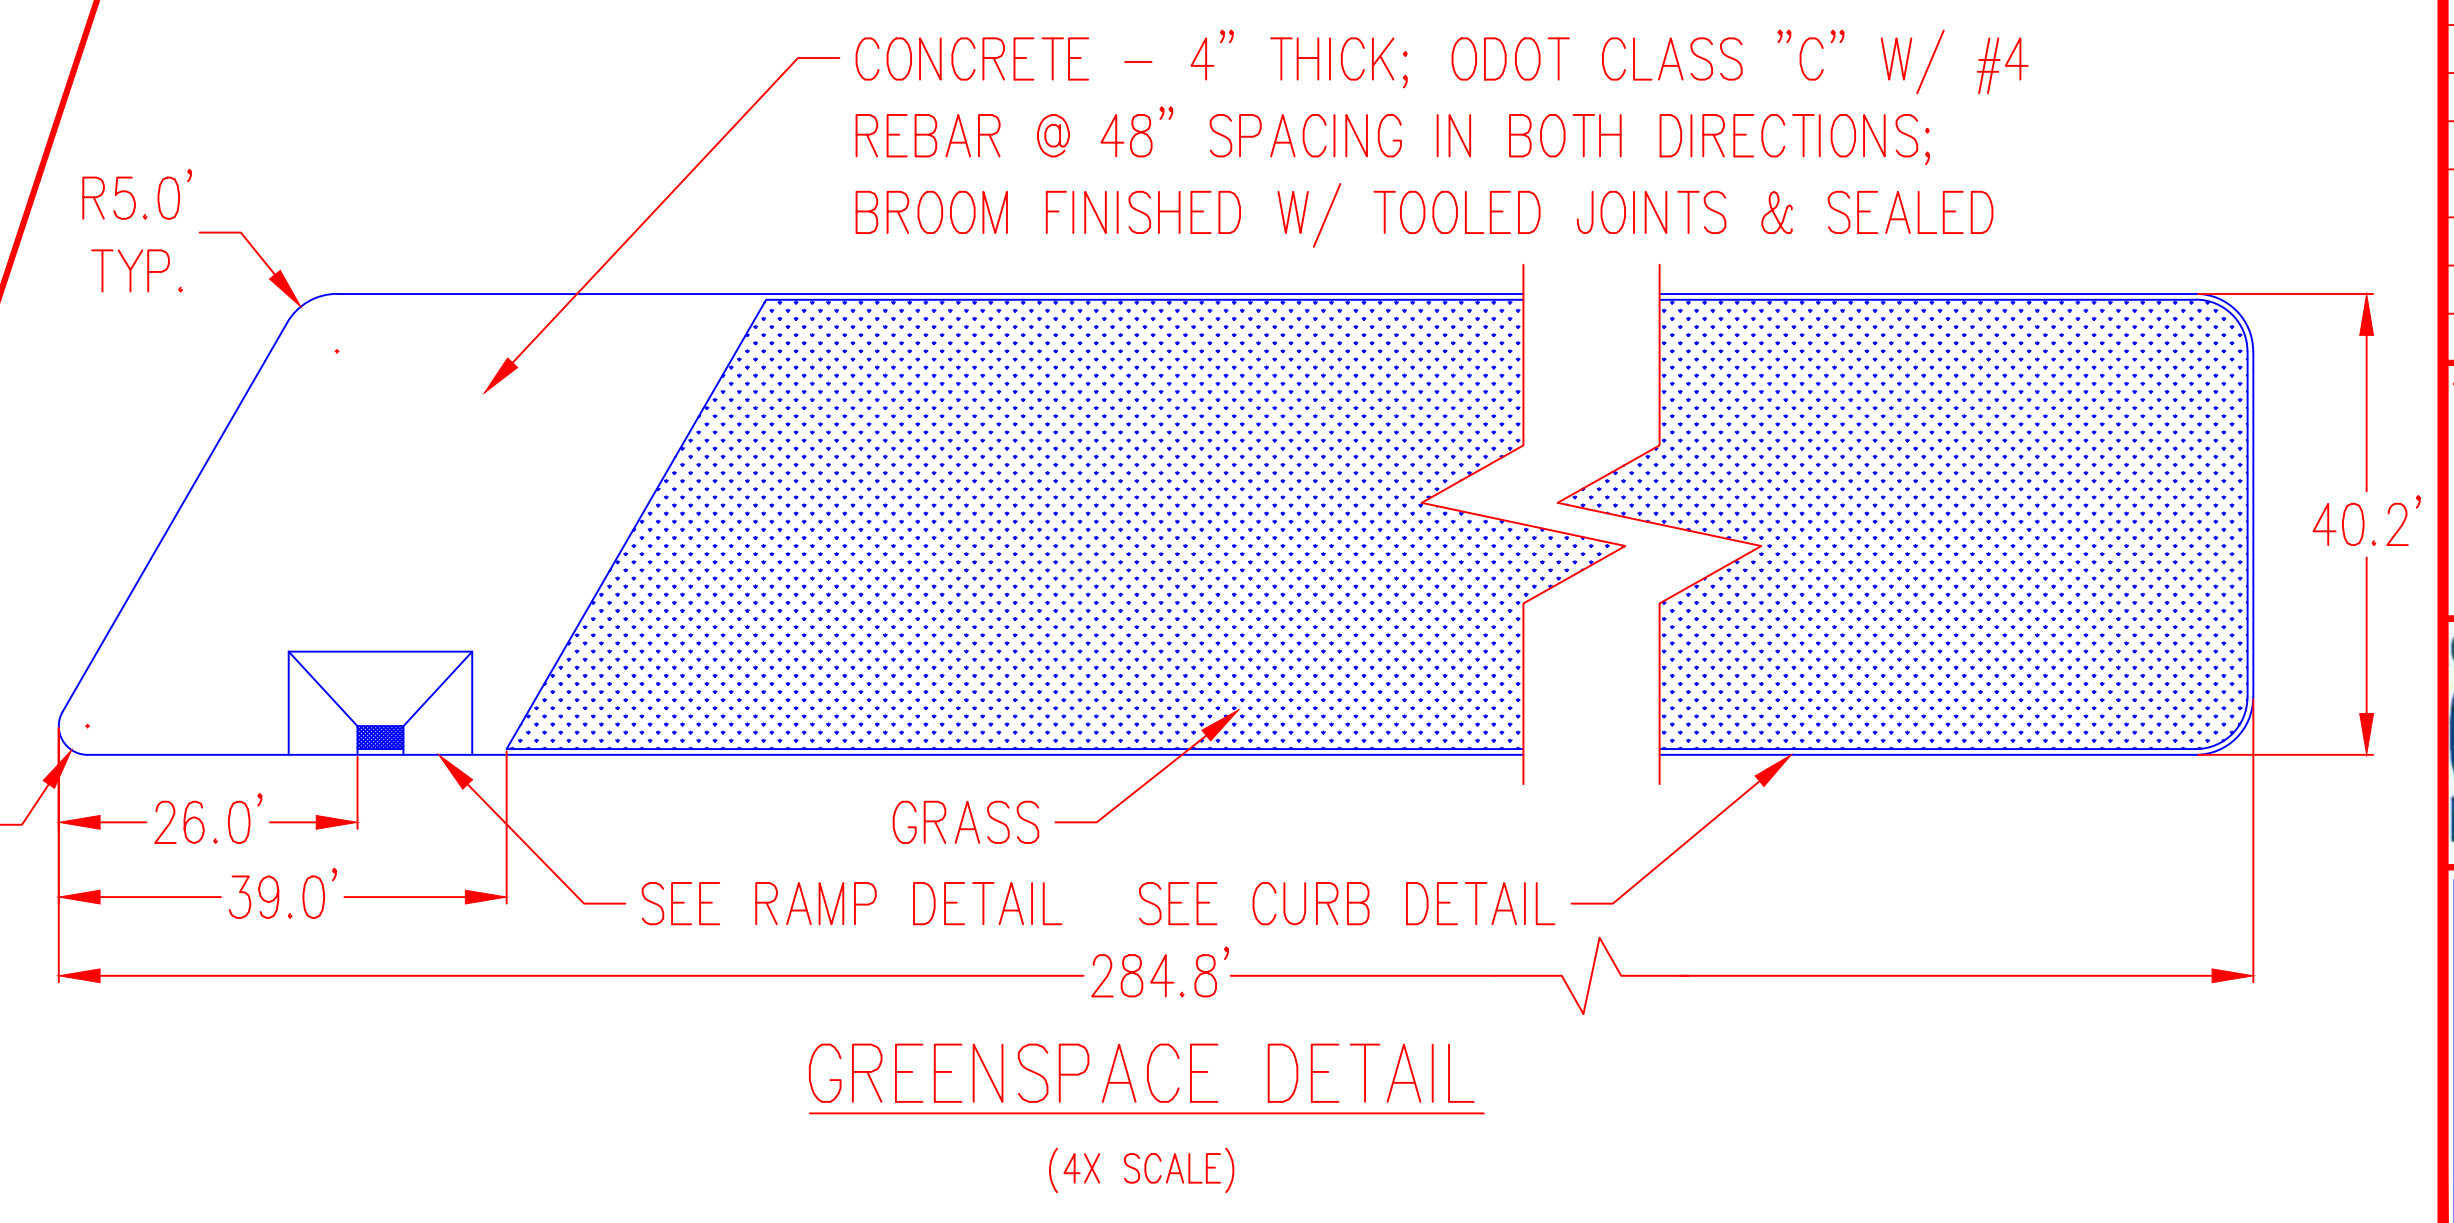 CONCRETE – 4" THICK; ODOT CLASS "C" W/ #4
REBAR @ 48" SPACING IN BOTH DIRECTIONS;
BROOM FINISHED W/ TOOLED JOINTS & SEALED
R5.0'
TYP.
40.2'
26.0'
GRASS
39.0'
SEE RAMP DETAIL
SEE CURB DETAIL
284.8'
GREENSPACE DETAIL
(4X SCALE)